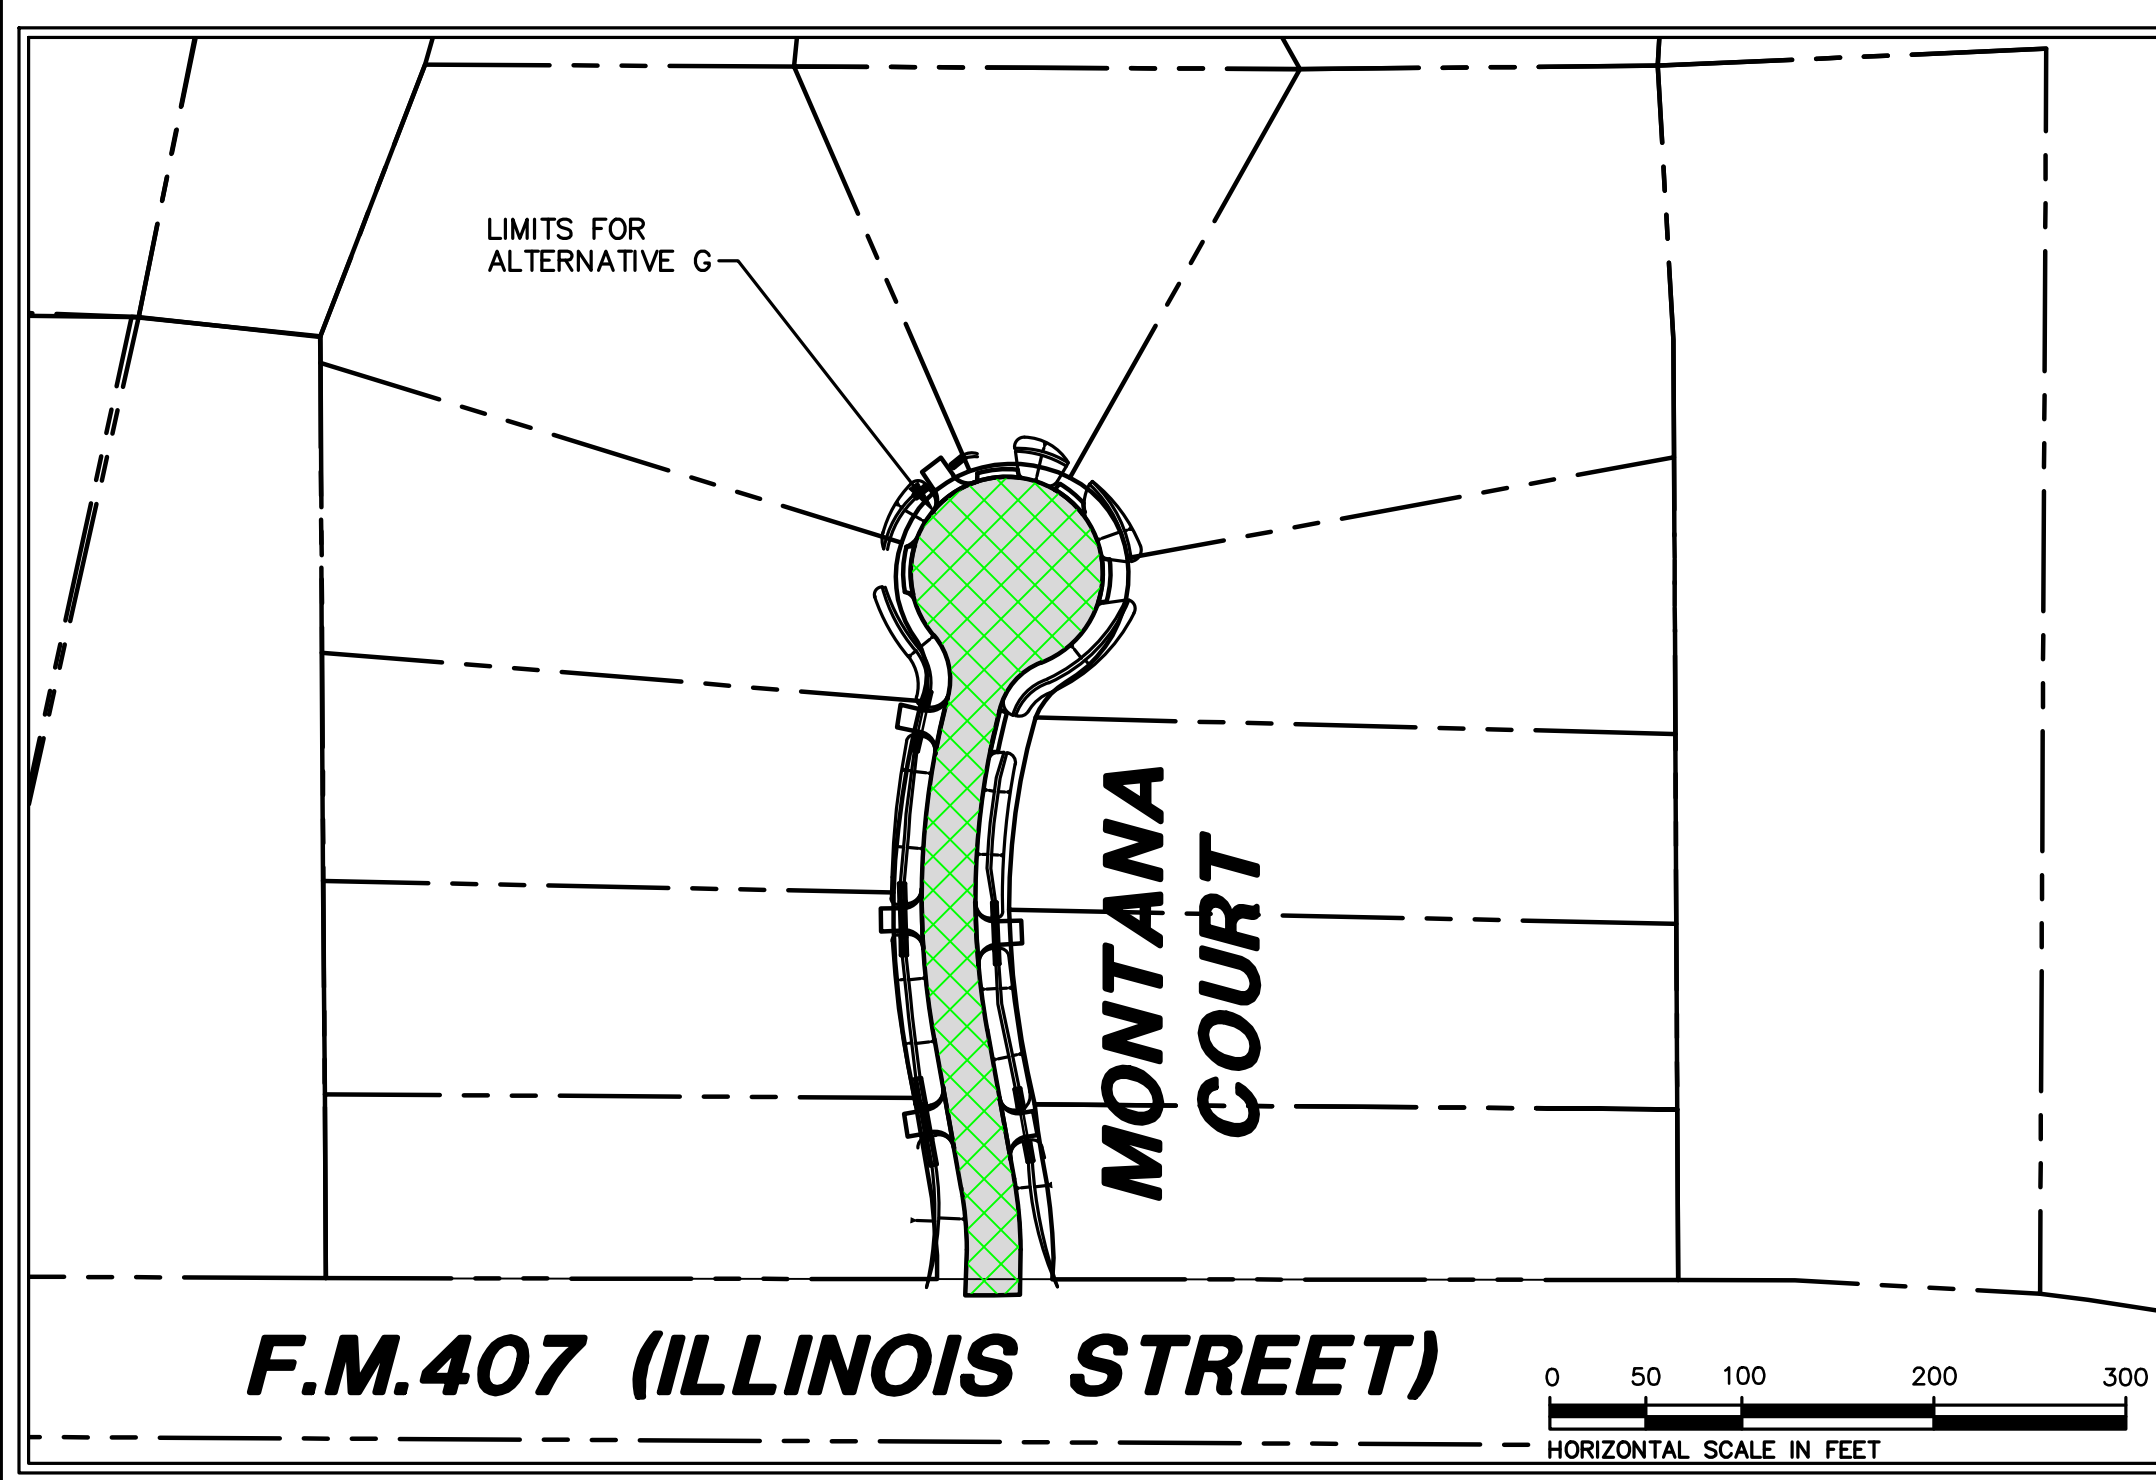 LIMITS FOR
ALTERNATIVE G
MONTANA
COURT
F.M.407 (ILLINOIS STREET)
0 50 100 200 300
HORIZONTAL SCALE IN FEET